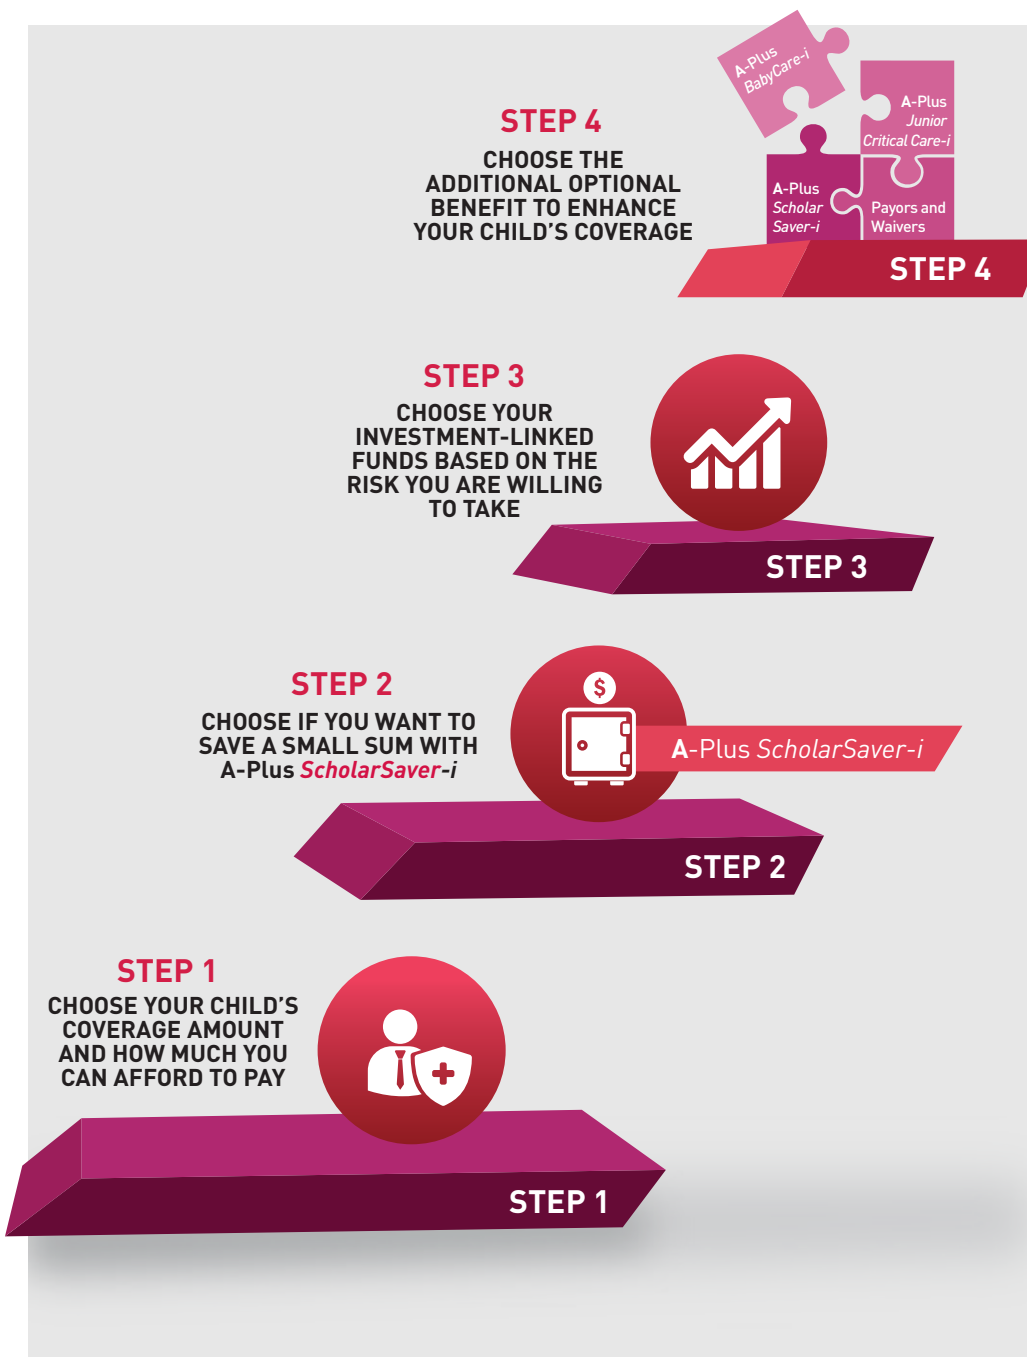 STEP 4
CHOOSE THE
ADDITIONAL OPTIONAL
BENEFIT TO ENHANCE
YOUR CHILD'S COVERAGE
A-Plus
BabyCare-i
A-Plus
Junior
Critical Care-i
A-Plus
Scholar
Saver-i
Payors and
Waivers
STEP 4
STEP 3
CHOOSE YOUR
INVESTMENT-LINKED
FUNDS BASED ON THE
RISK YOU ARE WILLING
TO TAKE
STEP 3
STEP 2
CHOOSE IF YOU WANT TO
SAVE A SMALL SUM WITH
A-Plus ScholarSaver-i
$
A-Plus ScholarSaver-i
STEP 2
STEP 1
CHOOSE YOUR CHILD'S
COVERAGE AMOUNT
AND HOW MUCH YOU
CAN AFFORD TO PAY
STEP 1